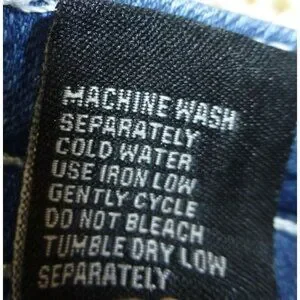 MACHINE WASH
SEPARATELY
COLD WATER
USE IRON LOW
GENTLY CYCLE
DO NOT BLEACH
TUMBLE DRY LOW
SEPARATELY